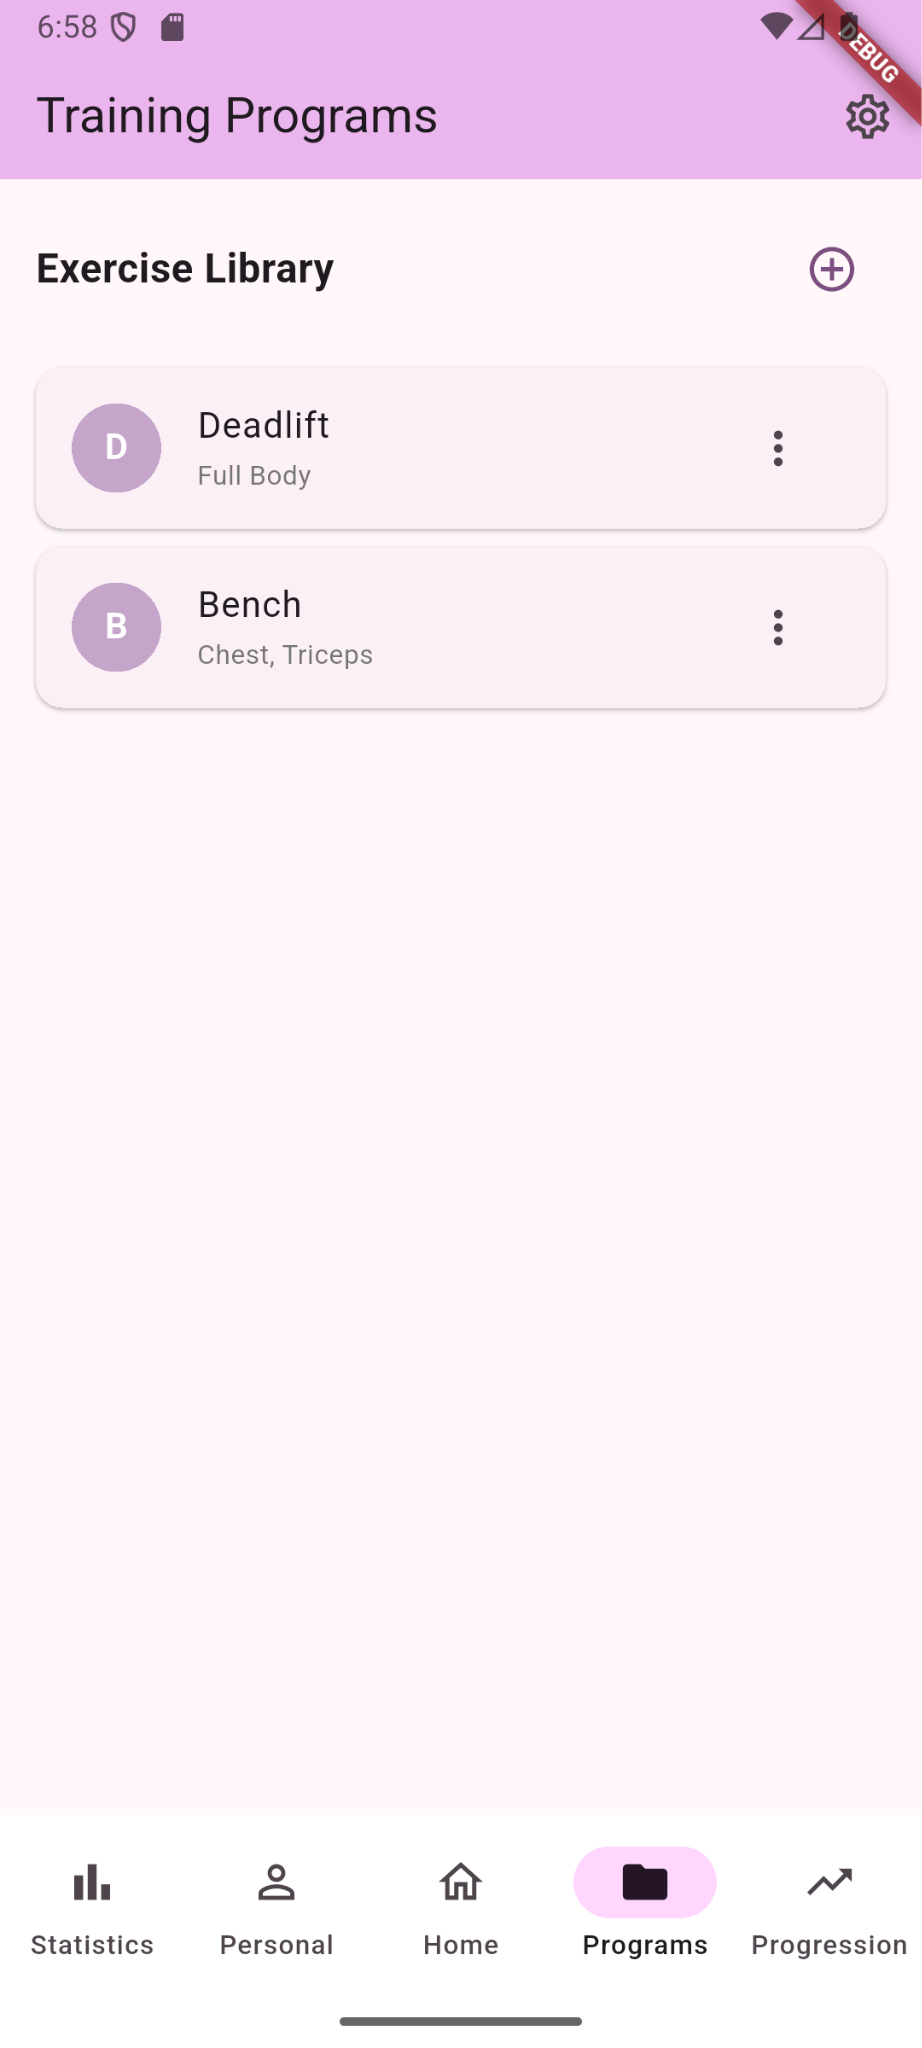 6:58
DEBUG
Training Programs
Exercise Library
D
Deadlift
Full Body
B
Bench
Chest, Triceps
Statistics
Personal
Home
Programs
Progression